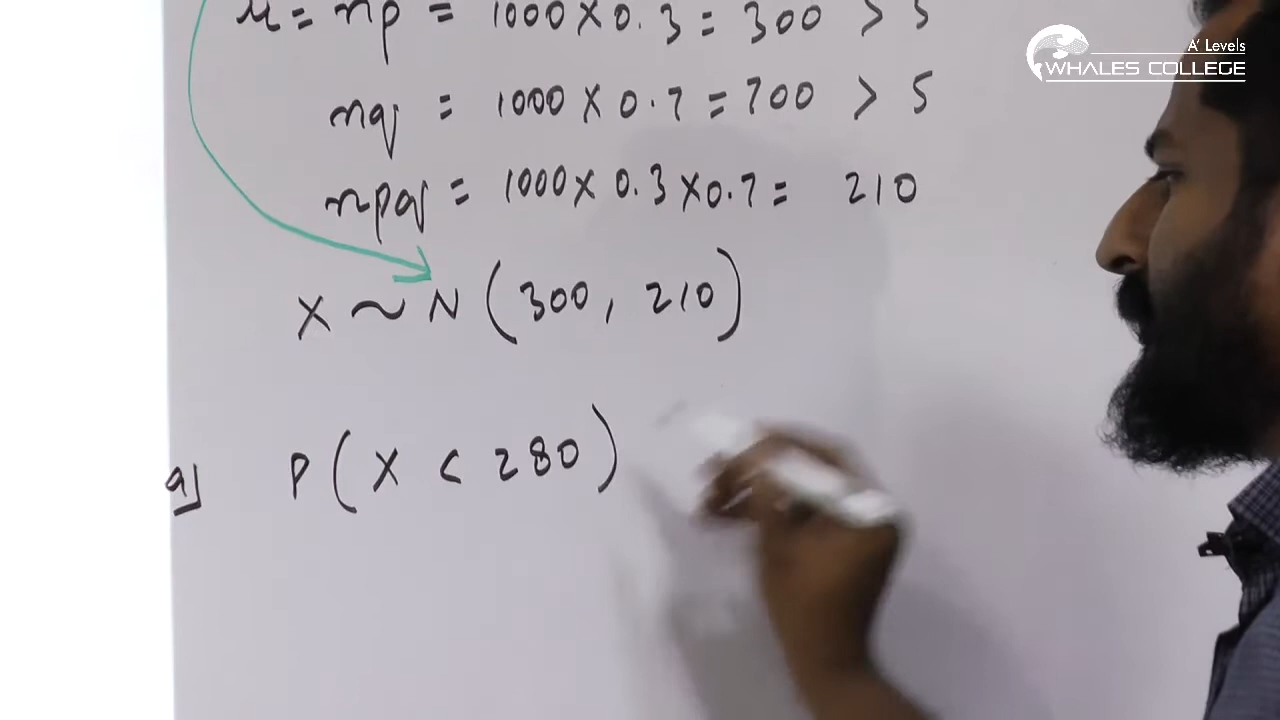 μ = np = 1000 × 0.3 = 300 > 5
A' Levels
WHALES COLLEGE
nq = 1000 × 0.7 = 700 > 5
npq = 1000 × 0.3 × 0.7 = 210
X ~ N (300, 210)
a) P(X < 280)